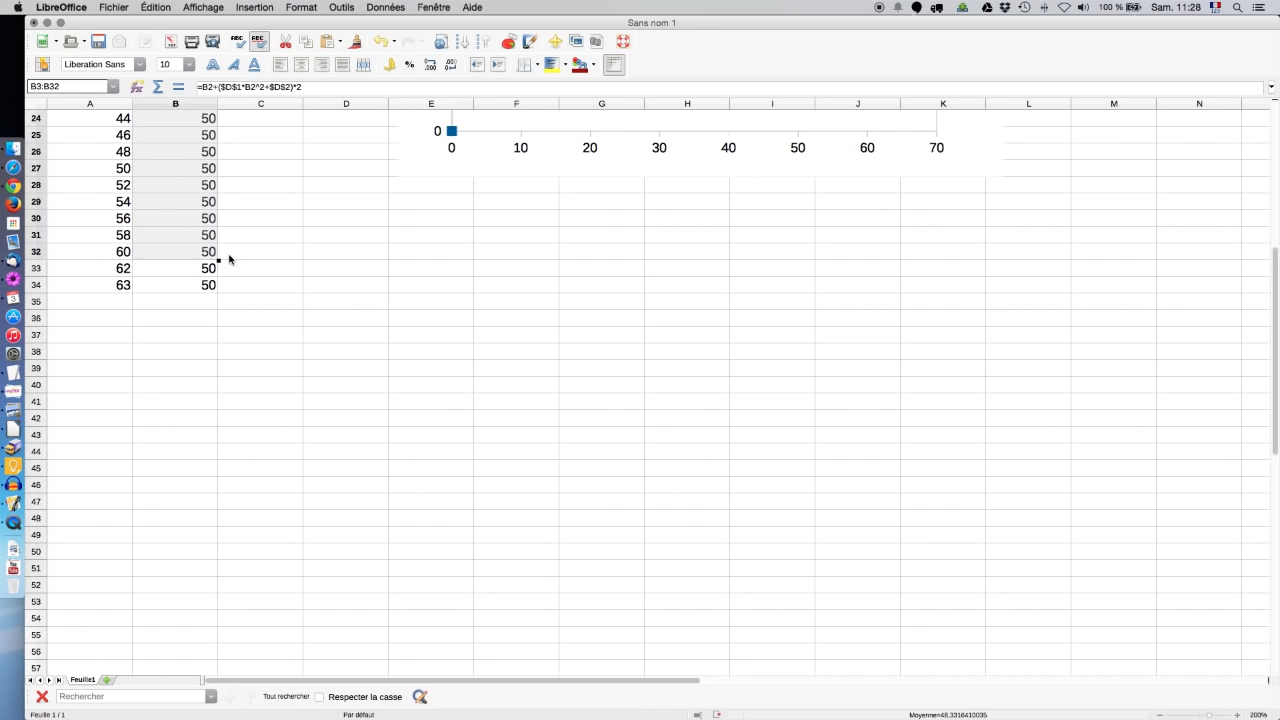 LibreOffice Fichier Édition Affichage Insertion Format Outils Données Fenêtre Aide 100 % Sam. 11:28
Sans nom 1
Liberation Sans 10
B3:B32 =B2+($D$1*B2^2+$D$2)*2
A B C D E F G H I J K L M N
24 44 50 0
25 46 50 0 10 20 30 40 50 60 70
26 48 50
27 50 50
28 52 50
29 54 50
30 56 50
31 58 50
32 60 50
33 62 50
34 63 50
35
36
37
38
39
40
41
42
43
44
45
46
47
48
49
50
51
52
53
54
55
56
57
Feuille1
Rechercher Tout rechercher Respecter la casse
Feuille 1 / 1 Par défaut Moyenne=48,3316410035 200%